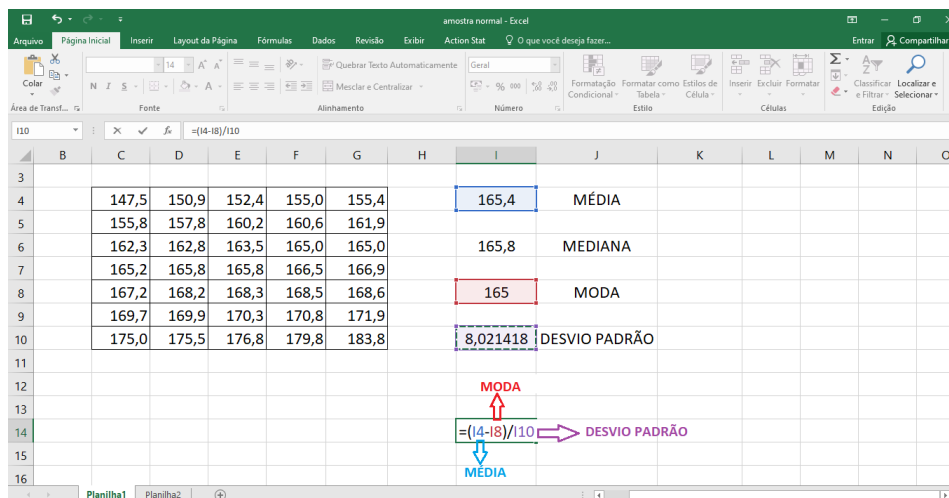 amostra normal - Excel
Arquivo Página Inicial Inserir Layout da Página Fórmulas Dados Revisão Exibir Action Stat O que você deseja fazer... Entrar Compartilhar
Colar
14
Quebrar Texto Automaticamente
Geral
N I S
Mesclar e Centralizar
% 000
Formatação Condicional
Formatar como Tabela
Estilos de Célula
Inserir Excluir Formatar
Classificar e Filtrar
Localizar e Selecionar
Área de Transf... Fonte Alinhamento Número Estilo Células Edição
I10 fx =(I4-I8)/I10
B C D E F G H I J K L M N O
3
4 147,5 150,9 152,4 155,0 155,4 165,4 MÉDIA
5 155,8 157,8 160,2 160,6 161,9
6 162,3 162,8 163,5 165,0 165,0 165,8 MEDIANA
7 165,2 165,8 165,8 166,5 166,9
8 167,2 168,2 168,3 168,5 168,6 165 MODA
9 169,7 169,9 170,3 170,8 171,9
10 175,0 175,5 176,8 179,8 183,8 8,021418 DESVIO PADRÃO
11
12 MODA
13
14 =(I4-I8)/I10 DESVIO PADRÃO
15
16 MÉDIA
Planilha1 Planilha2